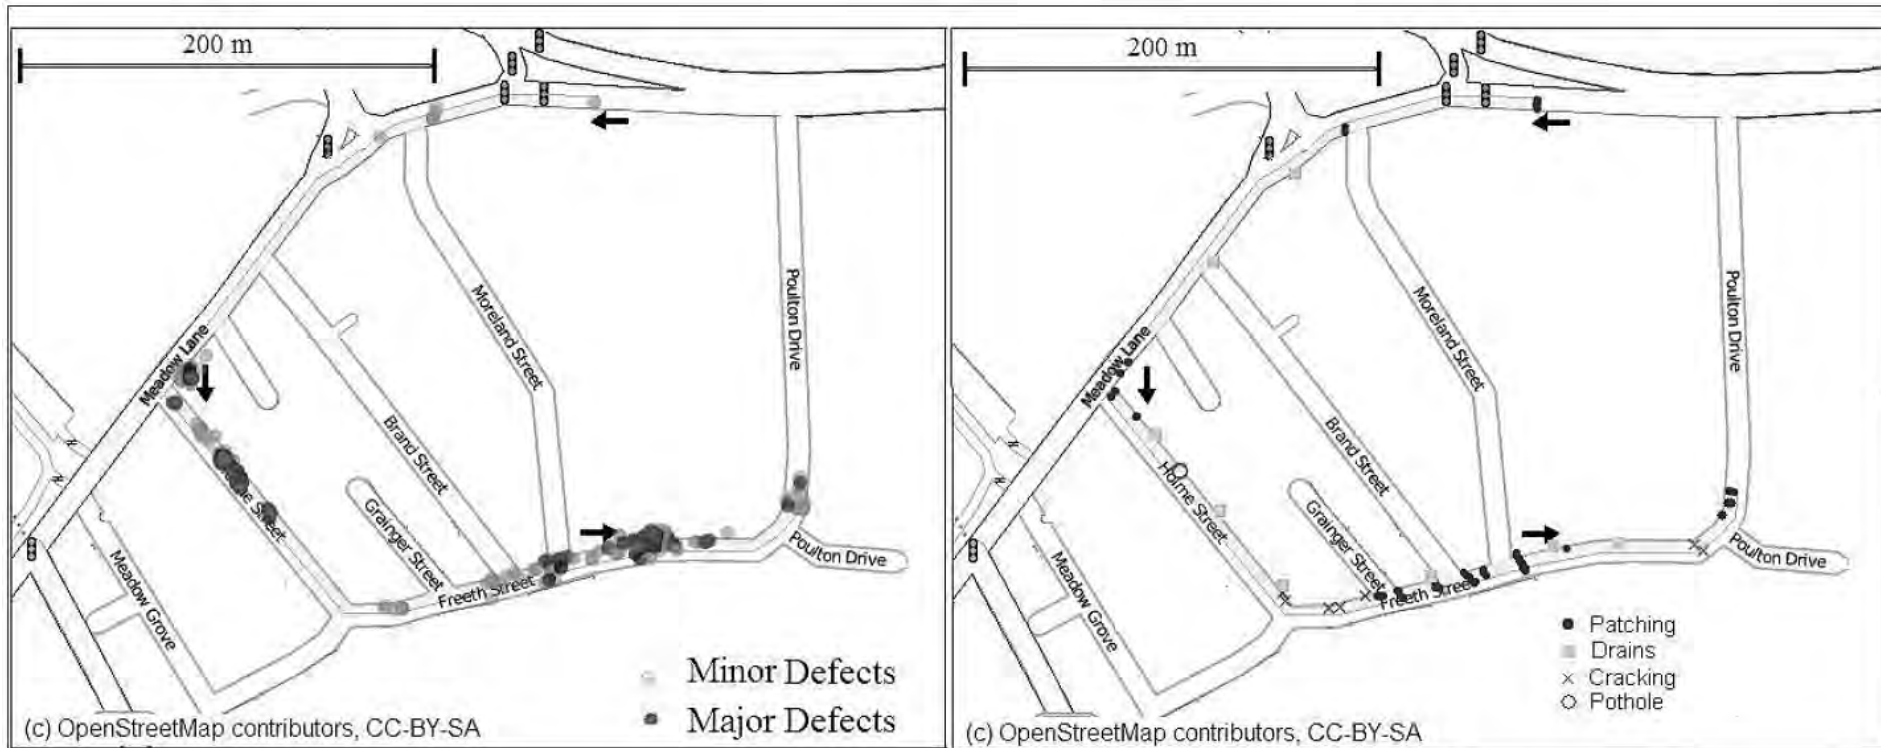 200 m
Meadow Lane
Moreland Street
Poulton Drive
Brand Street
Street
Grainger Street
Meadow Grove
Freeth Street
Poulton Drive
Minor Defects
Major Defects
(c) OpenStreetMap contributors, CC-BY-SA
200 m
Meadow Lane
Moreland Street
Poulton Drive
Brand Street
Holme Street
Grainger Street
Meadow Grove
Freeth Street
Poulton Drive
Patching
Drains
Cracking
Pothole
(c) OpenStreetMap contributors, CC-BY-SA